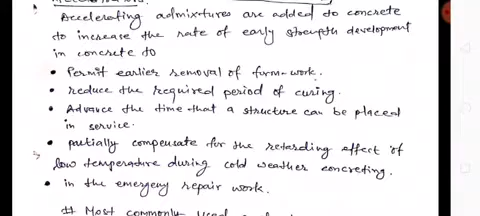 Accelerating admixtures are added to concrete
to increase the rate of early strength development
in concrete to
• Permit earlier removal of form-work.
• reduce the required period of curing.
• Advance the time that a structure can be placed
in service.
• partially compensate for the retarding effect of
low temperature during cold weather concreting.
• in the emergeny repair work.
# Most commonly used